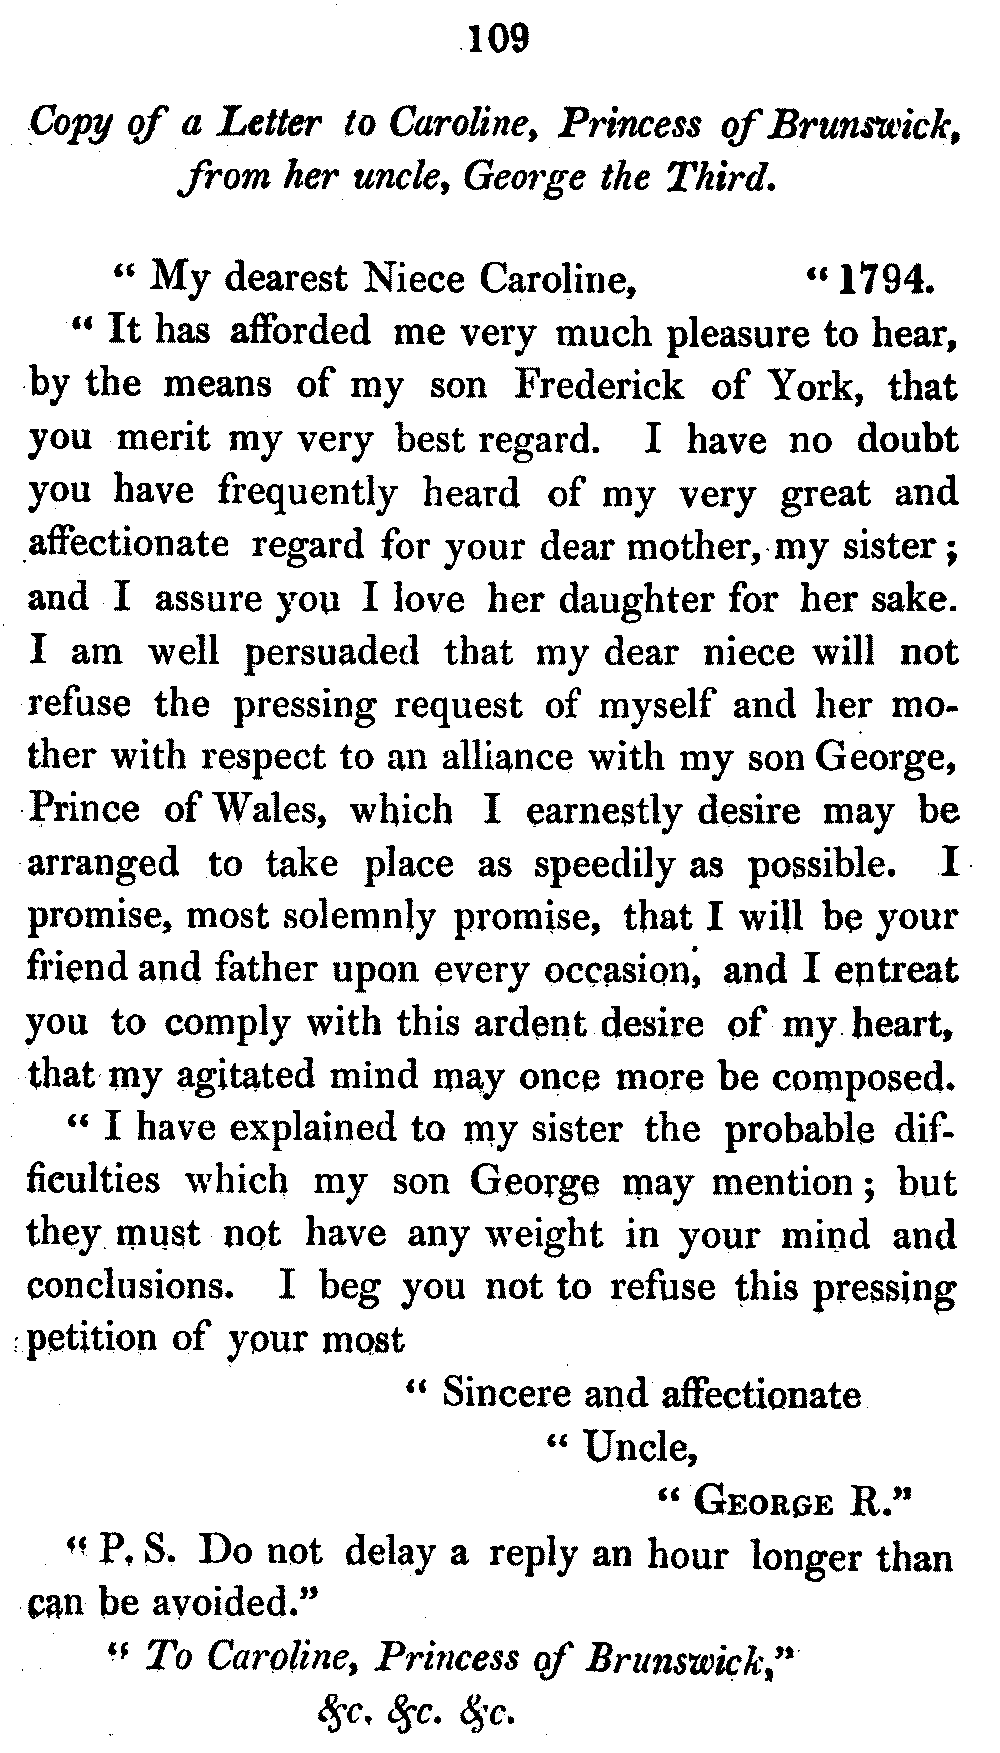 109
Copy of a Letter to Caroline, Princess of Brunswick,
from her uncle, George the Third.
“ My dearest Niece Caroline, “ 1794.
“ It has afforded me very much pleasure to hear,
by the means of my son Frederick of York, that
you merit my very best regard. I have no doubt
you have frequently heard of my very great and
affectionate regard for your dear mother, my sister ;
and I assure you I love her daughter for her sake.
I am well persuaded that my dear niece will not
refuse the pressing request of myself and her mo-
ther with respect to an alliance with my son George,
Prince of Wales, which I earnestly desire may be
arranged to take place as speedily as possible. I
promise, most solemnly promise, that I will be your
friend and father upon every occasion, and I entreat
you to comply with this ardent desire of my heart,
that my agitated mind may once more be composed.
“ I have explained to my sister the probable dif-
ficulties which my son George may mention ; but
they must not have any weight in your mind and
conclusions. I beg you not to refuse this pressing
petition of your most
“ Sincere and affectionate
“ Uncle,
“ GEORGE R.”
“ P. S. Do not delay a reply an hour longer than
can be avoided.”
“ To Caroline, Princess of Brunswick,”
&c. &c. &c.